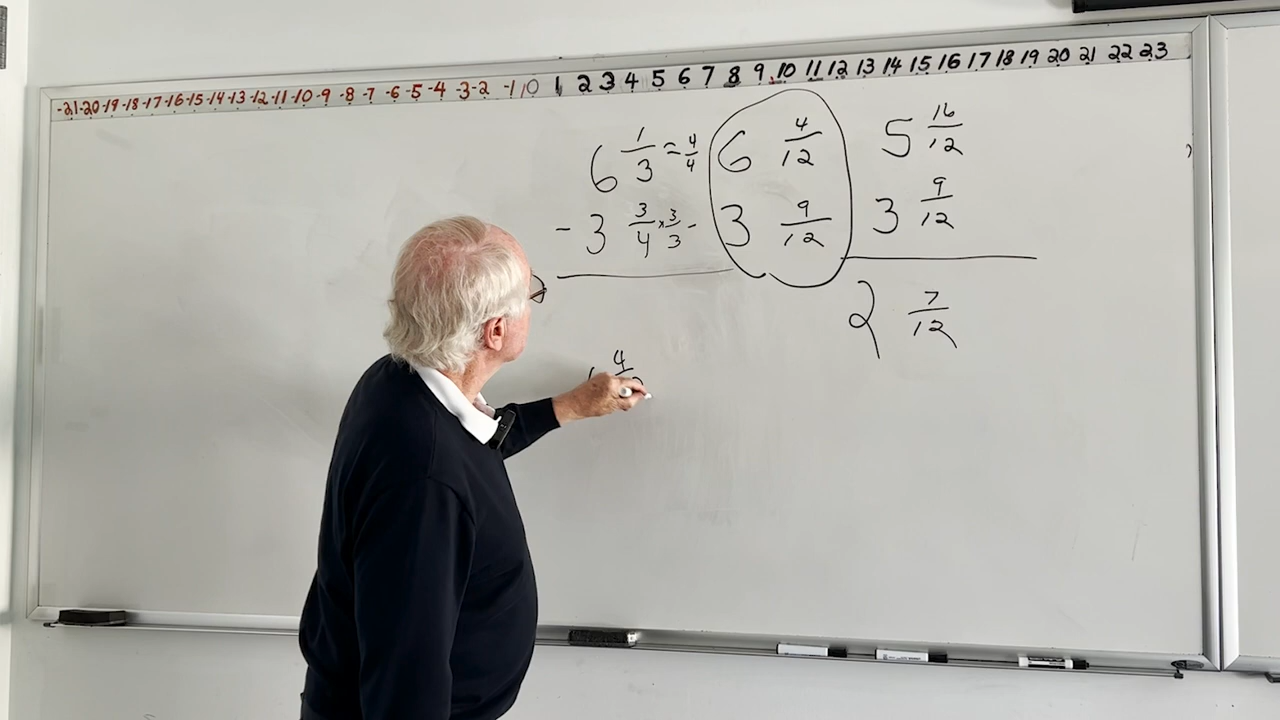 -21 -20 -19 -18 -17 -16 -15 -14 -13 -12 -11 -10 -9 -8 -7 -6 -5 -4 -3 -2 -1 0 1 2 3 4 5 6 7 8 9 10 11 12 13 14 15 16 17 18 19 20 21 22 23
6 1/3 = 4/4 6 4/12 5 16/12
- 3 3/4 × 3/3 - 3 9/12 3 9/12
2 7/12
4